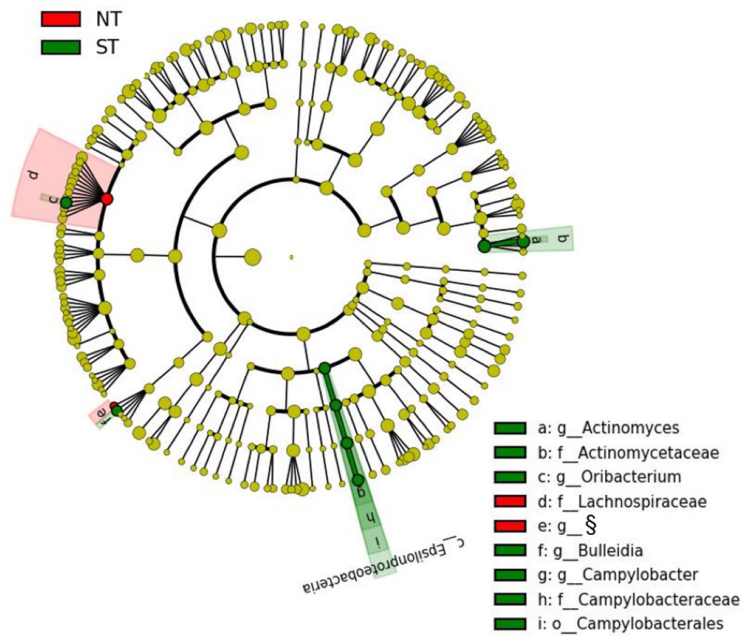 NT
ST
d
c
a
b
e
f
g
h
i
c__Epsilonproteobacteria
a: g__Actinomyces
b: f__Actinomycetaceae
c: g__Oribacterium
d: f__Lachnospiraceae
e: g__§
f: g__Bulleidia
g: g__Campylobacter
h: f__Campylobacteraceae
i: o__Campylobacterales